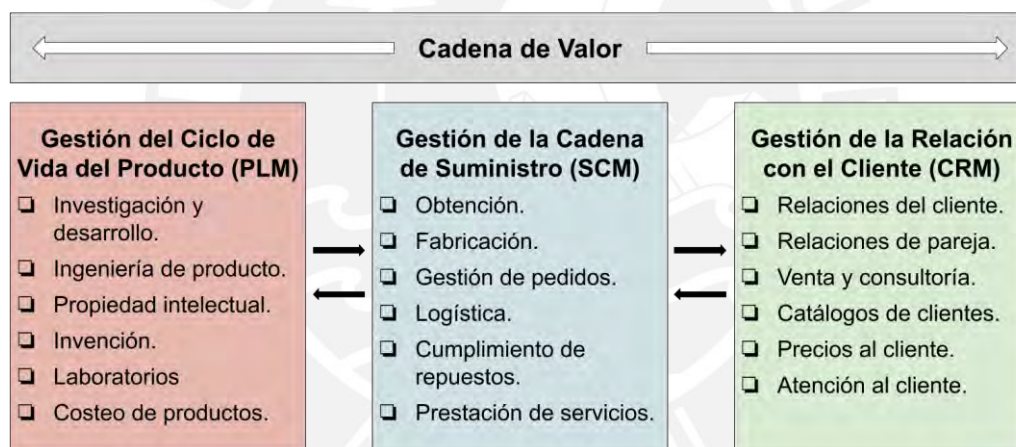 Cadena de Valor
Gestión del Ciclo de
Vida del Producto (PLM)
Investigación y
desarrollo.
Ingeniería de producto.
Propiedad intelectual.
Invención.
Laboratorios
Costeo de productos.
Gestión de la Cadena
de Suministro (SCM)
Obtención.
Fabricación.
Gestión de pedidos.
Logística.
Cumplimiento de
repuestos.
Prestación de servicios.
Gestión de la Relación
con el Cliente (CRM)
Relaciones del cliente.
Relaciones de pareja.
Venta y consultoría.
Catálogos de clientes.
Precios al cliente.
Atención al cliente.